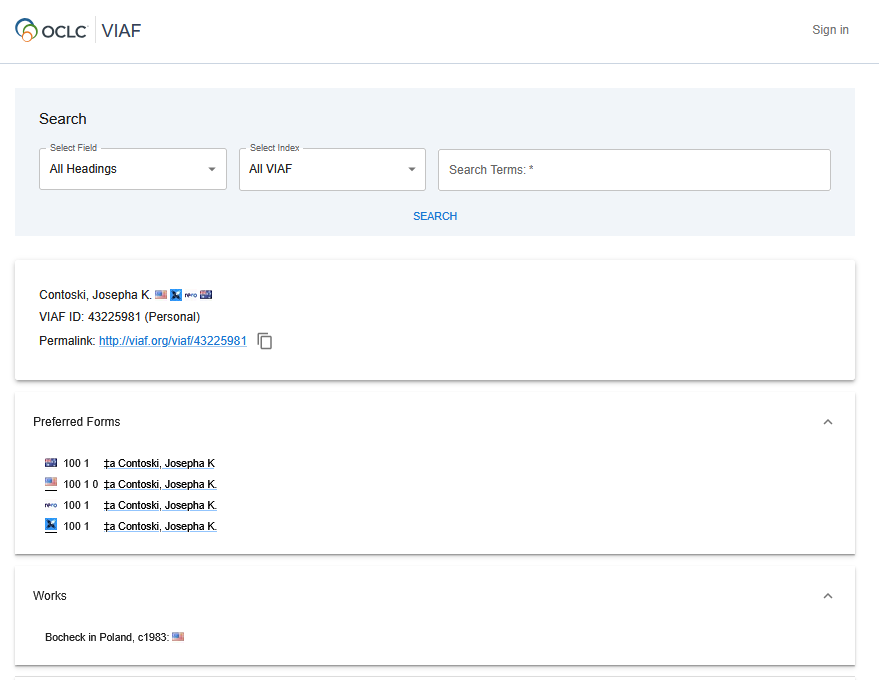 OCLC VIAF Sign in
Search
Select Field Select Index
All Headings All VIAF Search Terms: *
SEARCH
Contoski, Josepha K.
VIAF ID: 43225981 (Personal)
Permalink: http://viaf.org/viaf/43225981
Preferred Forms
100 1 ‡a Contoski, Josepha K
100 1 0 ‡a Contoski, Josepha K.
100 1 ‡a Contoski, Josepha K.
100 1 ‡a Contoski, Josepha K.
Works
Bocheck in Poland, c1983: